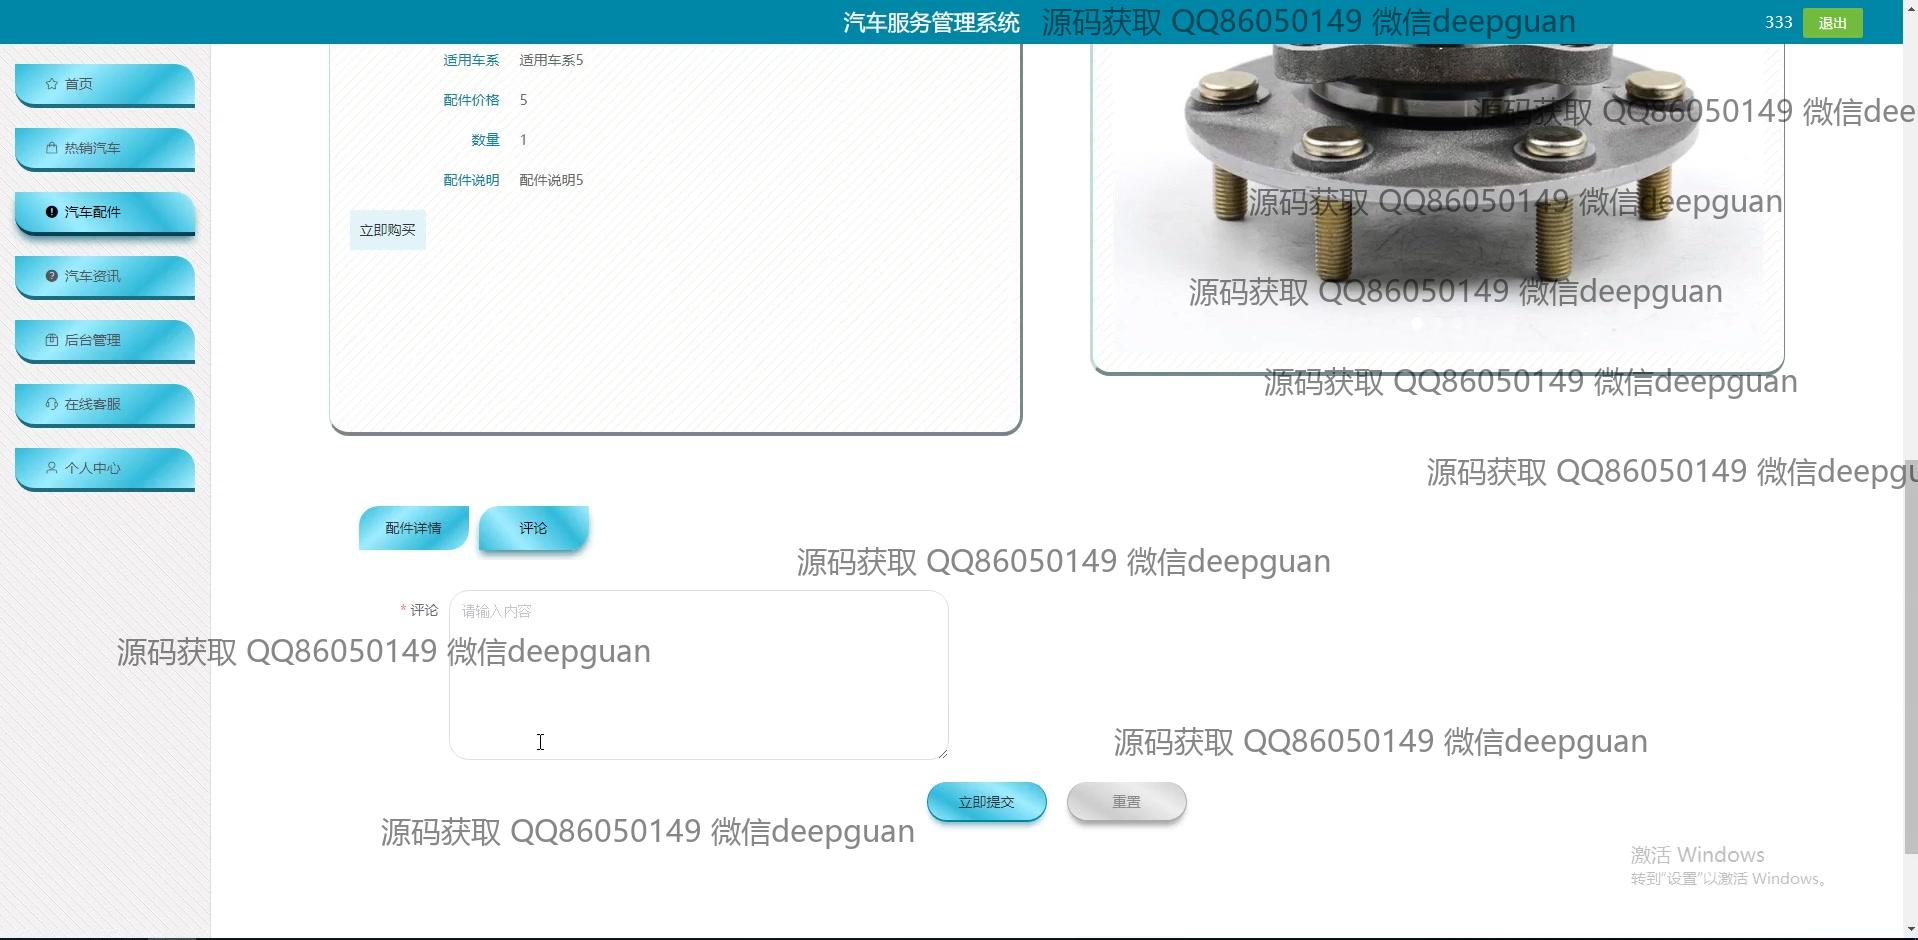 汽车服务管理系统
源码获取 QQ86050149 微信deepguan
333
退出
首页
热销汽车
汽车配件
汽车资讯
后台管理
在线客服
个人中心
适用车系 适用车系5
配件价格 5
数量 1
配件说明 配件说明5
立即购买
源码获取 QQ86050149 微信deep
源码获取 QQ86050149 微信deepguan
源码获取 QQ86050149 微信deepguan
源码获取 QQ86050149 微信deepguan
源码获取 QQ86050149 微信deepgu
配件详情
评论
源码获取 QQ86050149 微信deepguan
* 评论
请输入内容
源码获取 QQ86050149 微信deepguan
源码获取 QQ86050149 微信deepguan
立即提交
重置
源码获取 QQ86050149 微信deepguan
激活 Windows
转到“设置”以激活 Windows。